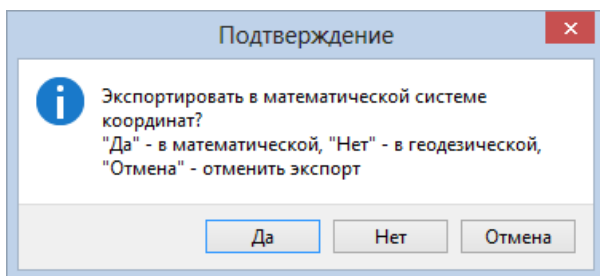 Подтверждение
Экспортировать в математической системе
координат?
"Да" - в математической, "Нет" - в геодезической,
"Отмена" - отменить экспорт
Да Нет Отмена